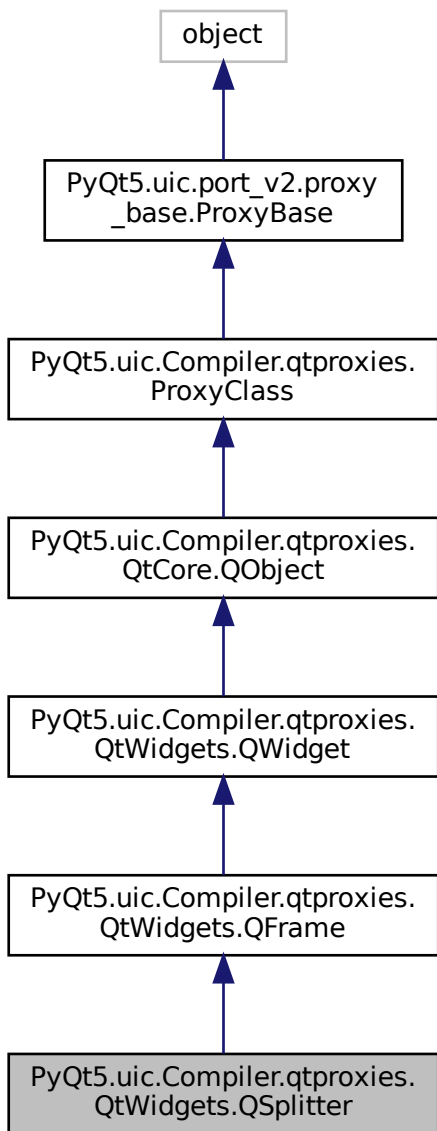 object
PyQt5.uic.port_v2.proxy
_base.ProxyBase
PyQt5.uic.Compiler.qtproxies.
ProxyClass
PyQt5.uic.Compiler.qtproxies.
QtCore.QObject
PyQt5.uic.Compiler.qtproxies.
QtWidgets.QWidget
PyQt5.uic.Compiler.qtproxies.
QtWidgets.QFrame
PyQt5.uic.Compiler.qtproxies.
QtWidgets.QSplitter